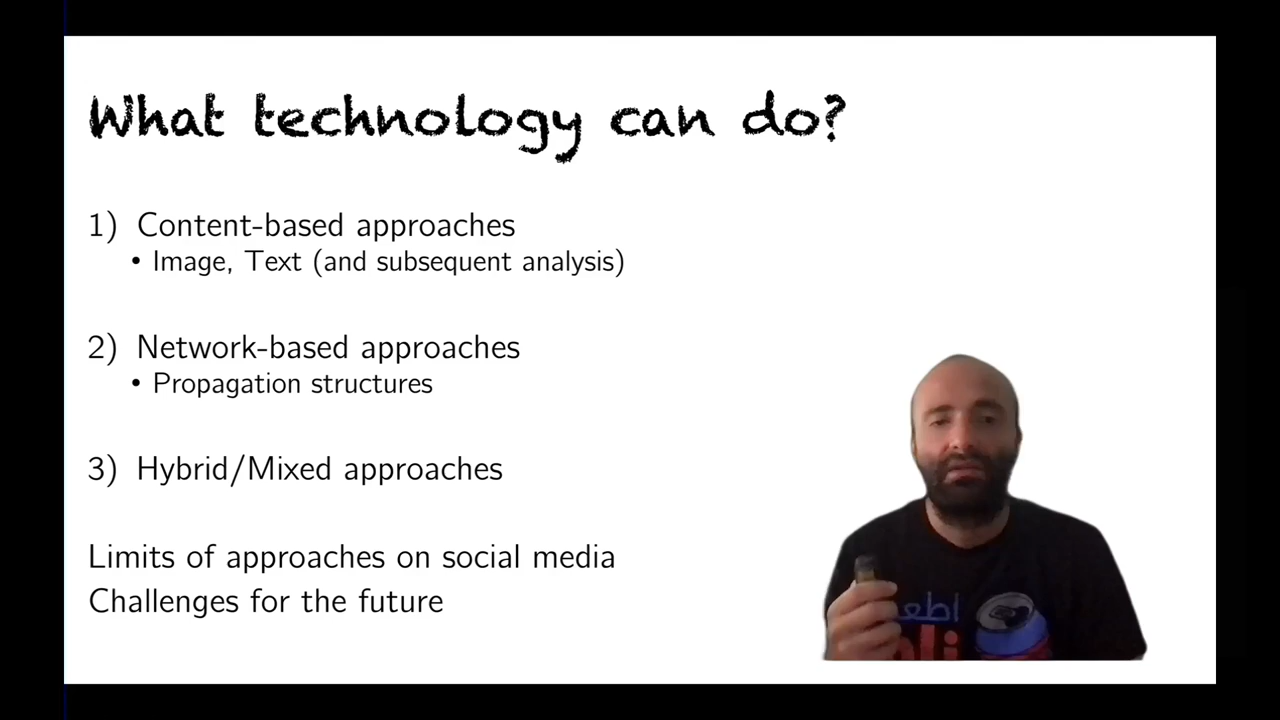 What technology can do?
1) Content-based approaches
• Image, Text (and subsequent analysis)
2) Network-based approaches
• Propagation structures
3) Hybrid/Mixed approaches
Limits of approaches on social media
Challenges for the future